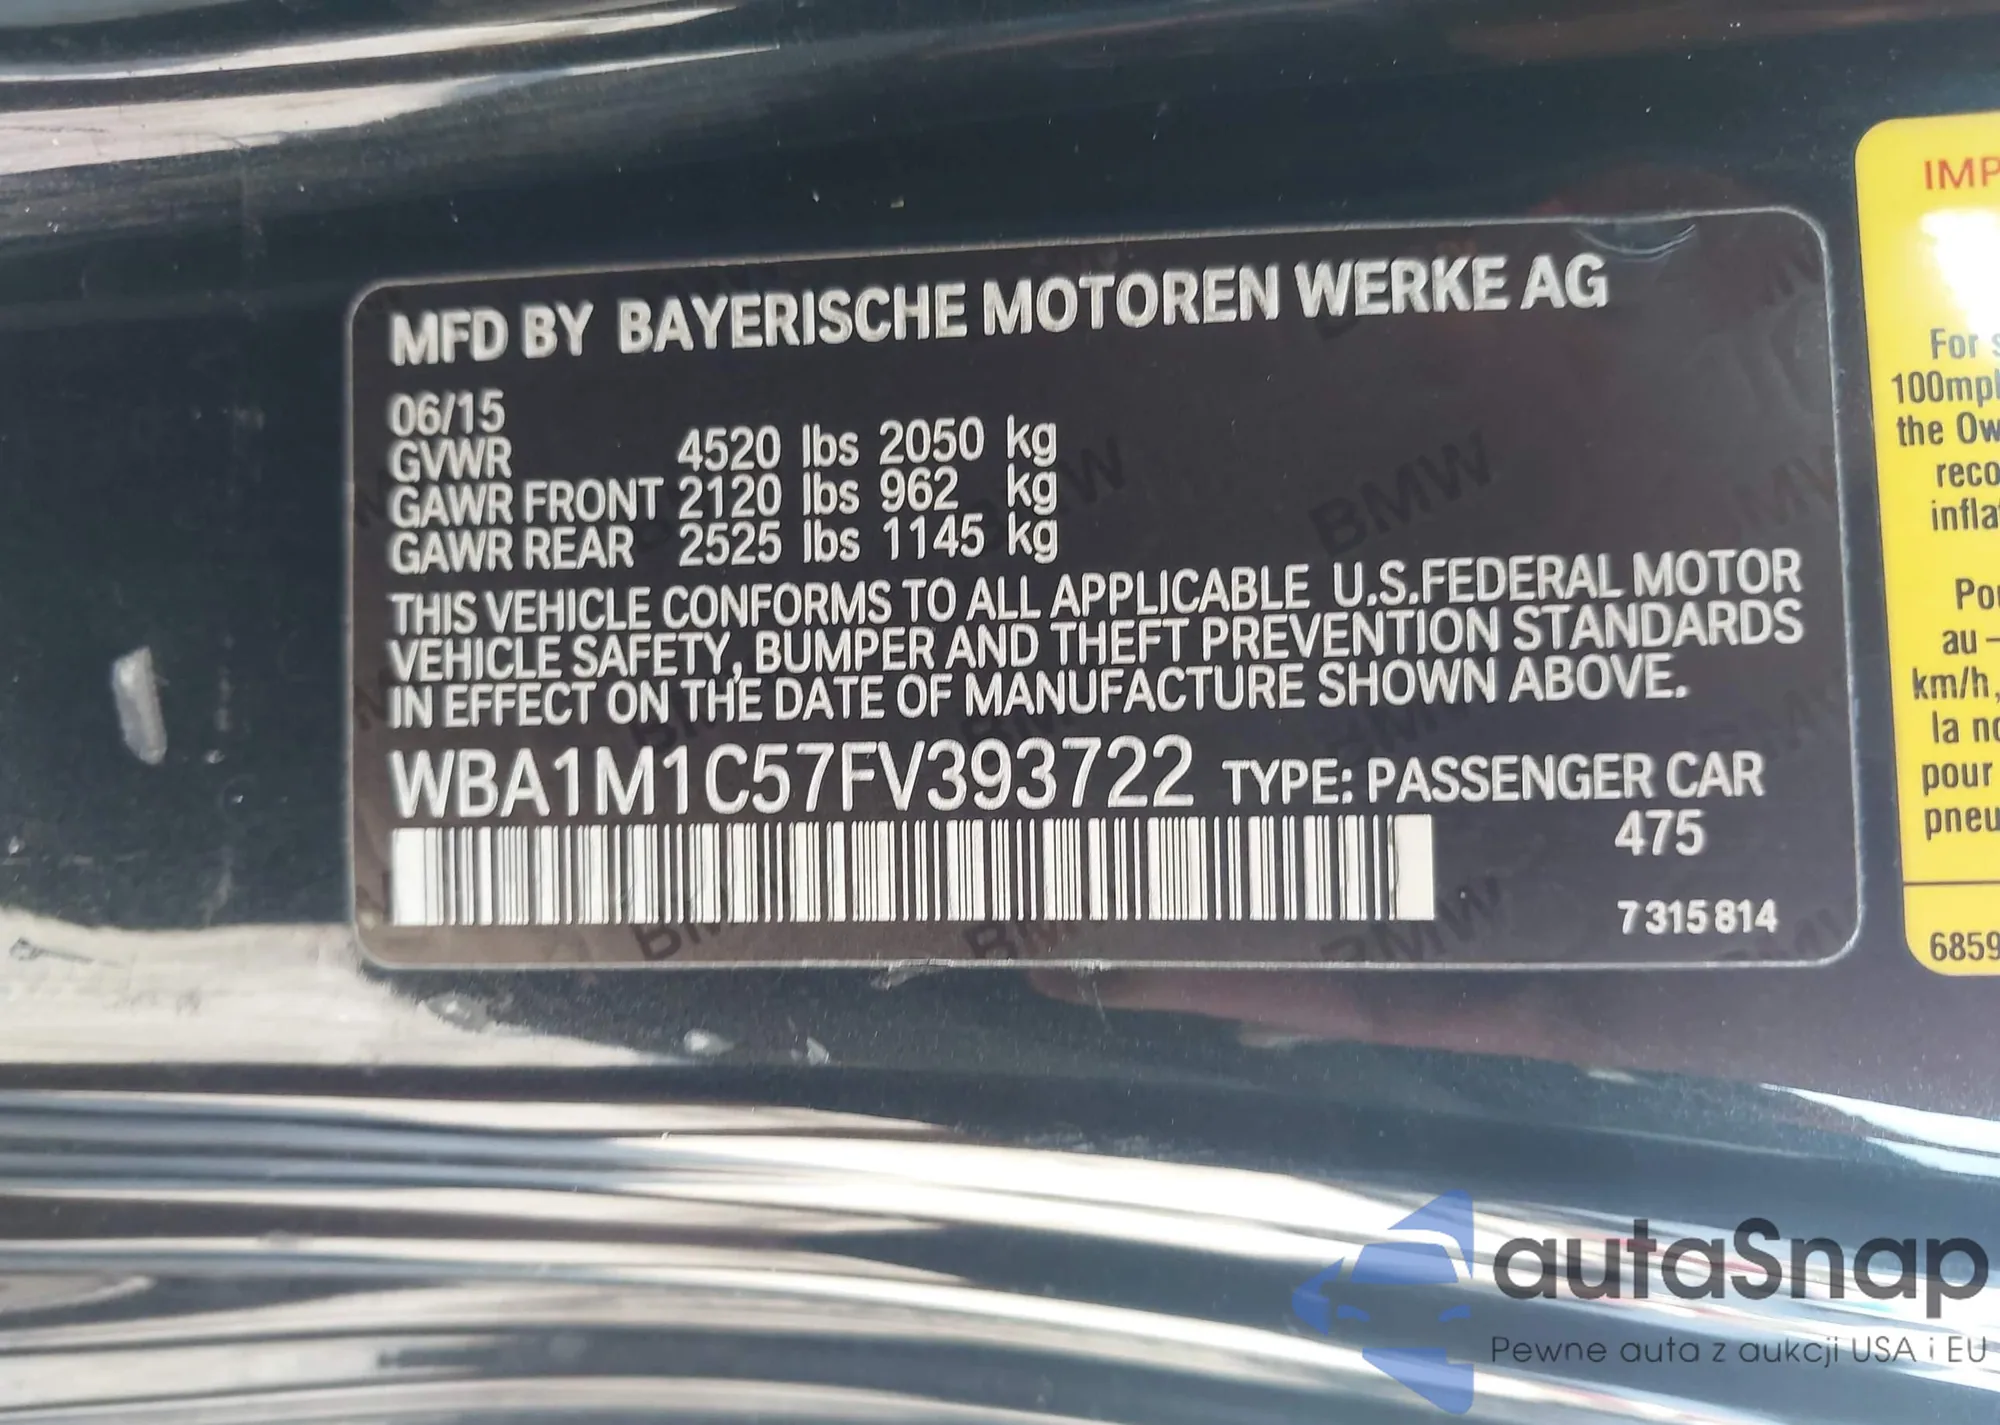 MFD BY BAYERISCHE MOTOREN WERKE AG
06/15
GVWR 4520 lbs 2050 kg
GAWR FRONT 2120 lbs 962 kg
GAWR REAR 2525 lbs 1145 kg
THIS VEHICLE CONFORMS TO ALL APPLICABLE U.S.FEDERAL MOTOR
VEHICLE SAFETY, BUMPER AND THEFT PREVENTION STANDARDS
IN EFFECT ON THE DATE OF MANUFACTURE SHOWN ABOVE.
WBA1M1C57FV393722 TYPE: PASSENGER CAR
475
7 315 814
IMP
For s
100mph
the Ow
reco
infla
Pou
au –
km/h,
la no
pour
pneu
6859
autaSnap
Pewne auta z aukcji USA i EU